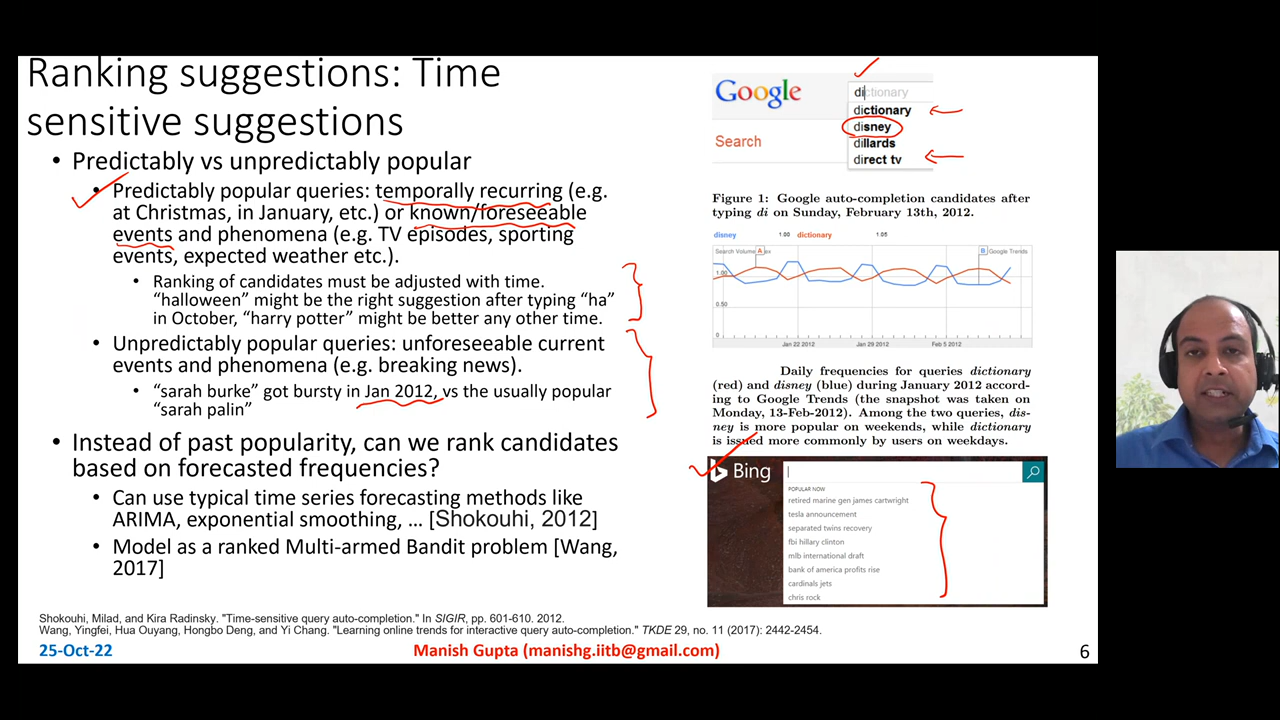 Ranking suggestions: Time
sensitive suggestions
• Predictably vs unpredictably popular
• Predictably popular queries: temporally recurring (e.g.
at Christmas, in January, etc.) or known/foreseeable
events and phenomena (e.g. TV episodes, sporting
events, expected weather etc.).
• Ranking of candidates must be adjusted with time.
“halloween” might be the right suggestion after typing “ha”
in October, “harry potter” might be better any other time.
• Unpredictably popular queries: unforeseeable current
events and phenomena (e.g. breaking news).
• “sarah burke” got bursty in Jan 2012, vs the usually popular
“sarah palin”
• Instead of past popularity, can we rank candidates
based on forecasted frequencies?
• Can use typical time series forecasting methods like
ARIMA, exponential smoothing, … [Shokouhi, 2012]
• Model as a ranked Multi-armed Bandit problem [Wang,
2017]
Google
dictionary
dictionary
disney
dillards
direct tv
Search
Figure 1: Google auto-completion candidates after
typing di on Sunday, February 13th, 2012.
disney 1.00 dictionary 1.05
Search Volume A B Google Trends
1.00
0.50
0
Jan 22 2012 Jan 29 2012 Feb 5 2012
Daily frequencies for queries dictionary
(red) and disney (blue) during January 2012 accord-
ing to Google Trends (the snapshot was taken on
Monday, 13-Feb-2012). Among the two queries, dis-
ney is more popular on weekends, while dictionary
is issued more commonly by users on weekdays.
Bing
POPULAR NOW
retired marine gen james cartwright
tesla announcement
separated twins recovery
fbi hillary clinton
mlb international draft
bank of america profits rise
cardinals jets
chris rock
Shokouhi, Milad, and Kira Radinsky. "Time-sensitive query auto-completion." In SIGIR, pp. 601-610. 2012.
Wang, Yingfei, Hua Ouyang, Hongbo Deng, and Yi Chang. "Learning online trends for interactive query auto-completion." TKDE 29, no. 11 (2017): 2442-2454.
25-Oct-22
Manish Gupta (manishg.iitb@gmail.com)
6